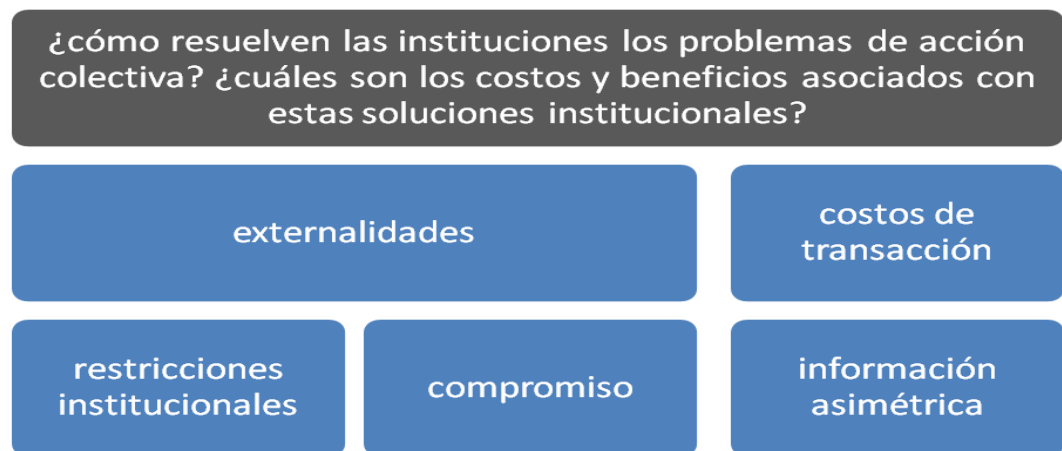 ¿cómo resuelven las instituciones los problemas de acción
colectiva? ¿cuáles son los costos y beneficios asociados con
estas soluciones institucionales?
externalidades
costos de
transacción
restricciones
institucionales
compromiso
información
asimétrica